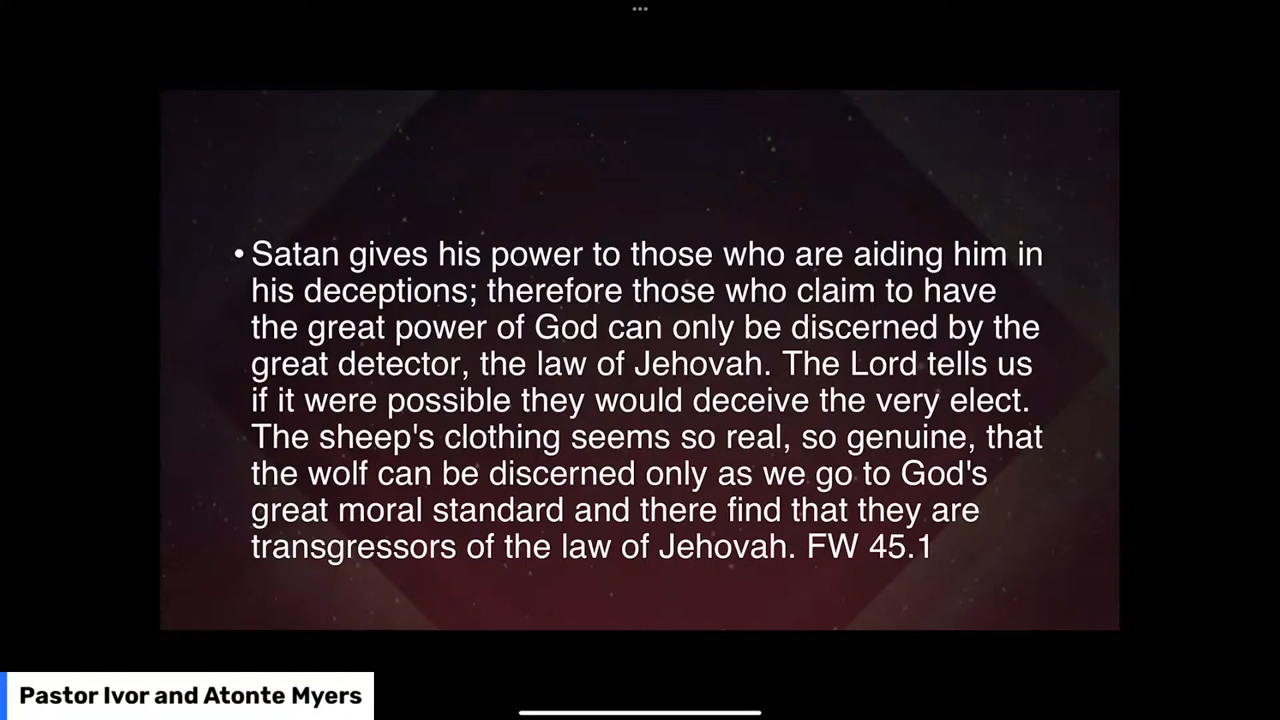 • Satan gives his power to those who are aiding him in
his deceptions; therefore those who claim to have
the great power of God can only be discerned by the
great detector, the law of Jehovah. The Lord tells us
if it were possible they would deceive the very elect.
The sheep's clothing seems so real, so genuine, that
the wolf can be discerned only as we go to God's
great moral standard and there find that they are
transgressors of the law of Jehovah. FW 45.1
Pastor Ivor and Atonte Myers